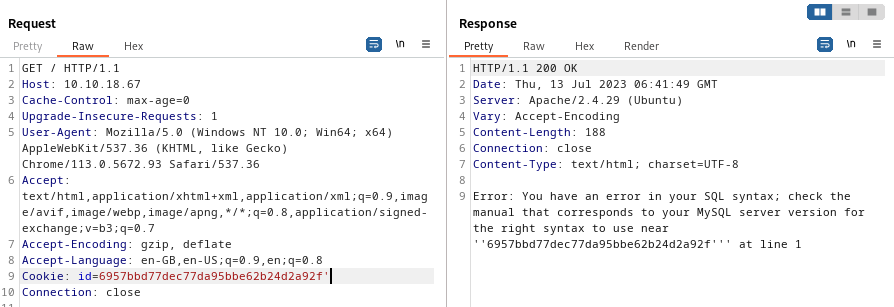 Request
Pretty Raw Hex
\n
1 GET / HTTP/1.1
2 Host: 10.10.18.67
3 Cache-Control: max-age=0
4 Upgrade-Insecure-Requests: 1
5 User-Agent: Mozilla/5.0 (Windows NT 10.0; Win64; x64)
AppleWebKit/537.36 (KHTML, like Gecko)
Chrome/113.0.5672.93 Safari/537.36
6 Accept:
text/html,application/xhtml+xml,application/xml;q=0.9,imag
e/avif,image/webp,image/apng,*/*;q=0.8,application/signed-
exchange;v=b3;q=0.7
7 Accept-Encoding: gzip, deflate
8 Accept-Language: en-GB,en-US;q=0.9,en;q=0.8
9 Cookie: id=6957bbd77dec77da95bbe62b24d2a92f'
10 Connection: close
Response
Pretty Raw Hex Render
\n
1 HTTP/1.1 200 OK
2 Date: Thu, 13 Jul 2023 06:41:49 GMT
3 Server: Apache/2.4.29 (Ubuntu)
4 Vary: Accept-Encoding
5 Content-Length: 188
6 Connection: close
7 Content-Type: text/html; charset=UTF-8
8
9 Error: You have an error in your SQL syntax; check the
manual that corresponds to your MySQL server version for
the right syntax to use near
''6957bbd77dec77da95bbe62b24d2a92f''' at line 1